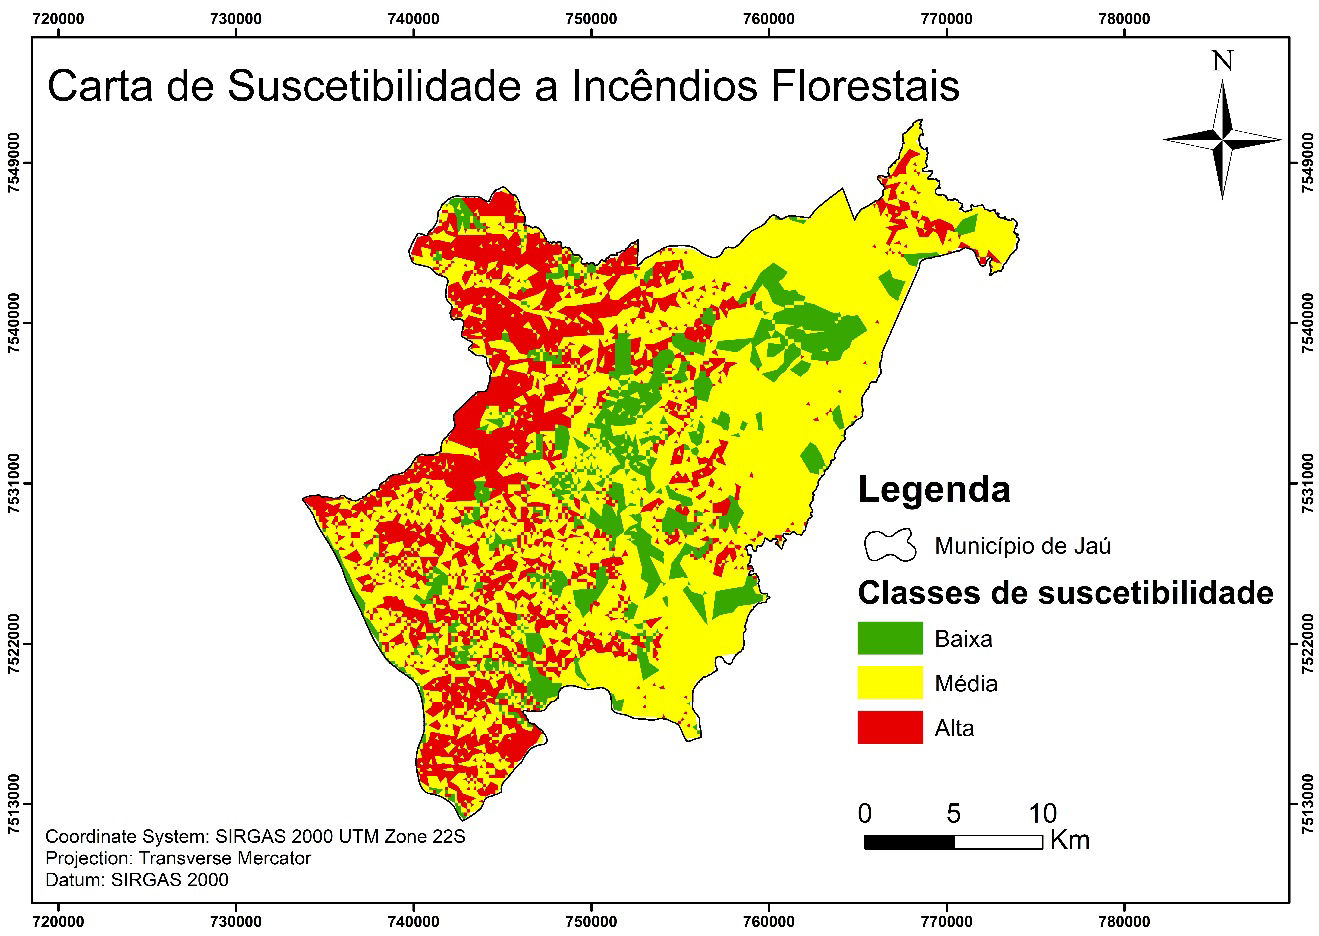 720000 730000 740000 750000 760000 770000 780000
Carta de Suscetibilidade a Incêndios Florestais
N
7549000 7549000
7540000 7540000
7531000 7531000
Legenda
Município de Jaú
Classes de suscetibilidade
Baixa
7522000 7522000
Média
Alta
7513000 7513000
0 5 10
Km
Coordinate System: SIRGAS 2000 UTM Zone 22S
Projection: Transverse Mercator
Datum: SIRGAS 2000
720000 730000 740000 750000 760000 770000 780000